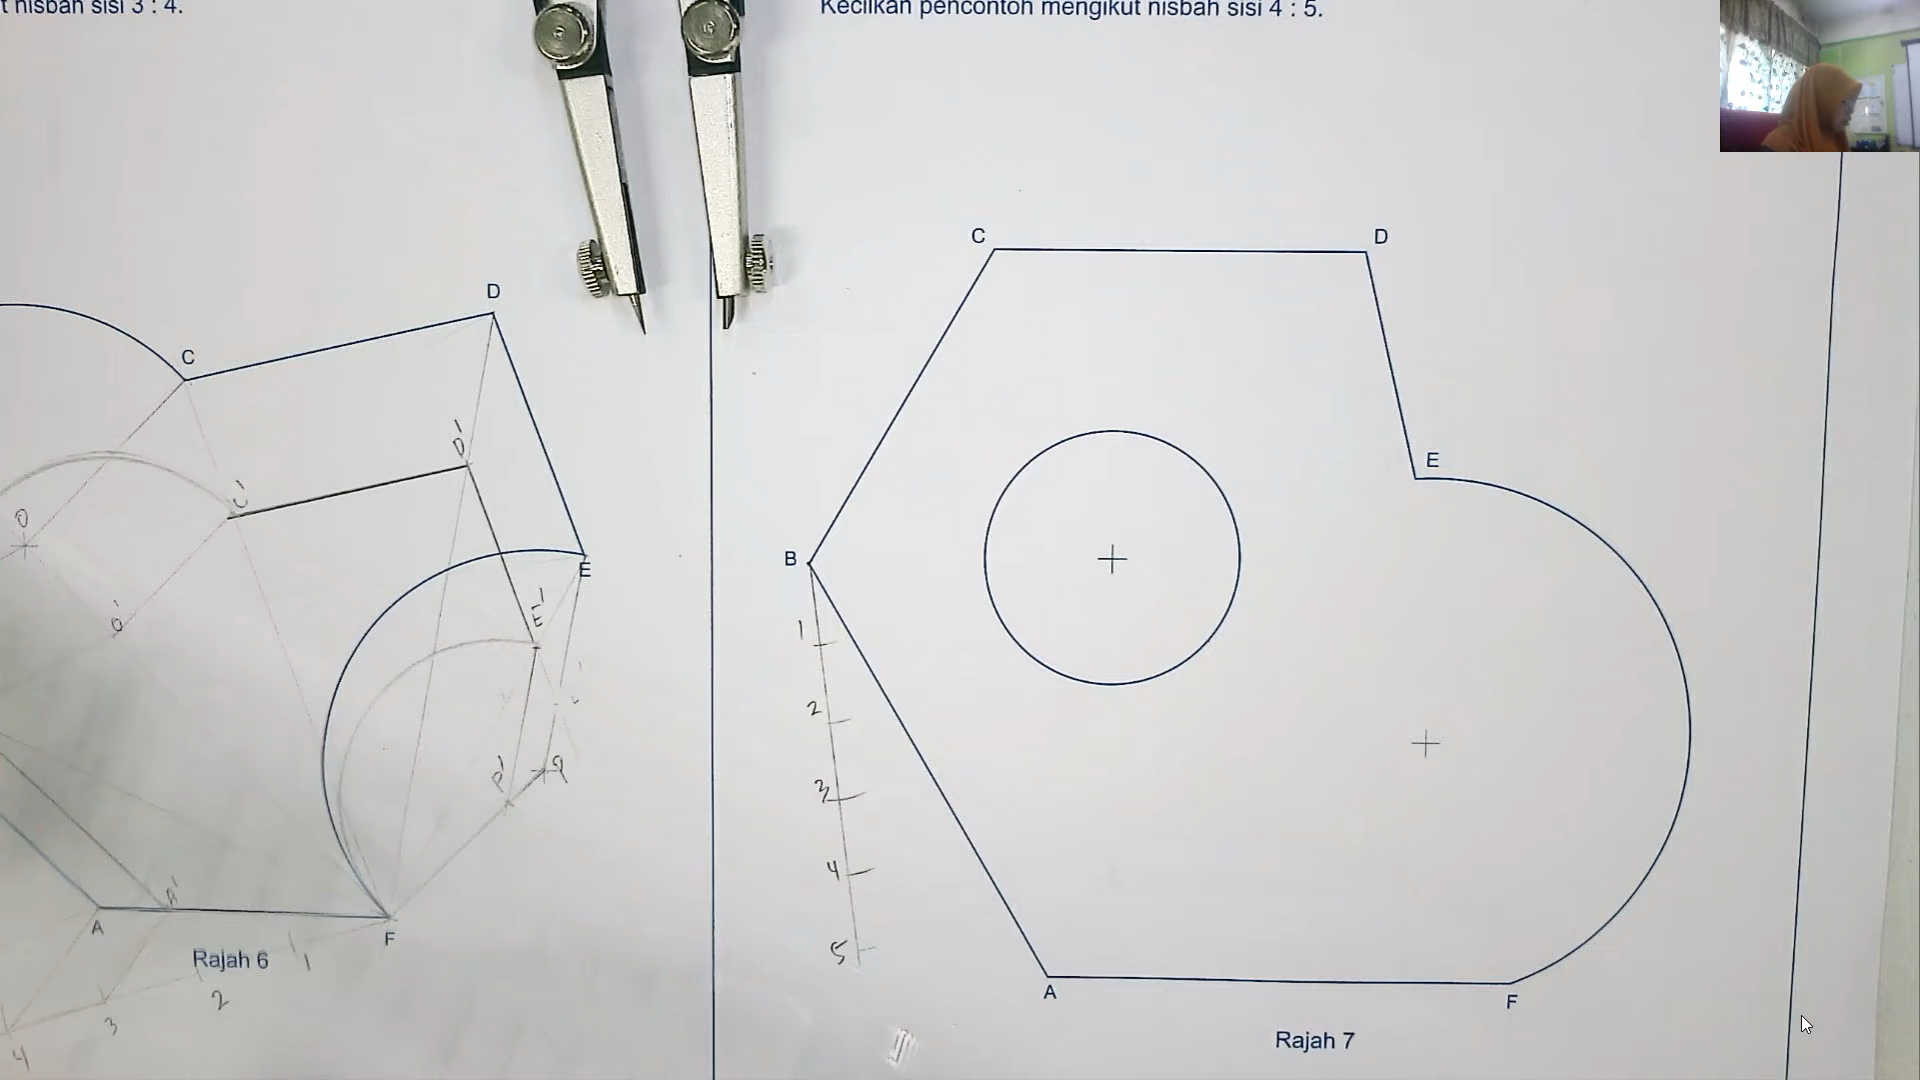 t nisbah sisi 3 : 4.
D
C
D'
C'
O
E'
E
O'
P'
P
A'
A
F
Rajah 6
1
2
3
4
Kecilkan pencontoh mengikut nisbah sisi 4 : 5.
C
D
E
B
1
2
3
4
5
A
F
Rajah 7